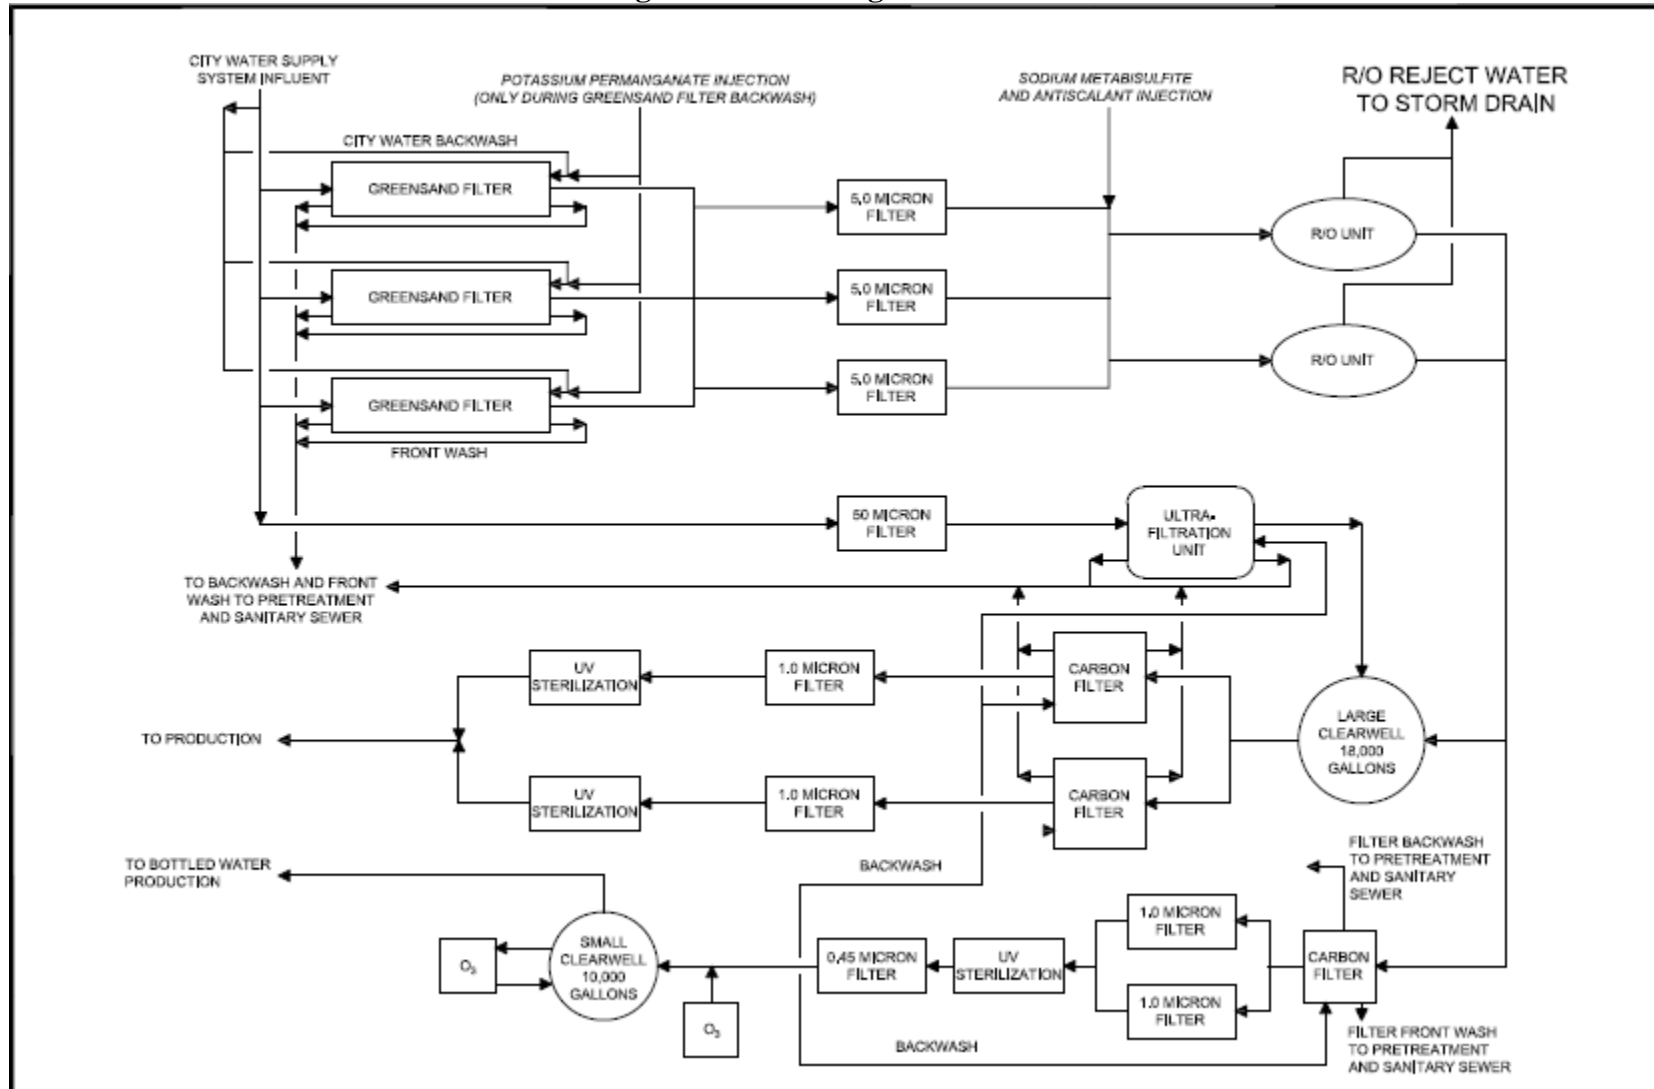 CITY WATER SUPPLY
SYSTEM INFLUENT
POTASSIUM PERMANGANATE INJECTION
(ONLY DURING GREENSAND FILTER BACKWASH)
SODIUM METABISULFITE
AND ANTISCALANT INJECTION
R/O REJECT WATER
TO STORM DRAIN
CITY WATER BACKWASH
GREENSAND FILTER
5.0 MICRON
FILTER
R/O UNIT
GREENSAND FILTER
5.0 MICRON
FILTER
R/O UNIT
GREENSAND FILTER
5.0 MICRON
FILTER
FRONT WASH
50 MICRON
FILTER
ULTRA-
FILTRATION
UNIT
TO BACKWASH AND FRONT
WASH TO PRETREATMENT
AND SANITARY SEWER
UV
STERILIZATION
1.0 MICRON
FILTER
CARBON
FILTER
LARGE
CLEARWELL
18,000
GALLONS
TO PRODUCTION
UV
STERILIZATION
1.0 MICRON
FILTER
CARBON
FILTER
TO BOTTLED WATER
PRODUCTION
BACKWASH
FILTER BACKWASH
TO PRETREATMENT
AND SANITARY
SEWER
O3
SMALL
CLEARWELL
10,000
GALLONS
O3
0.45 MICRON
FILTER
UV
STERILIZATION
1.0 MICRON
FILTER
1.0 MICRON
FILTER
CARBON
FILTER
BACKWASH
FILTER FRONT WASH
TO PRETREATMENT
AND SANITARY SEWER